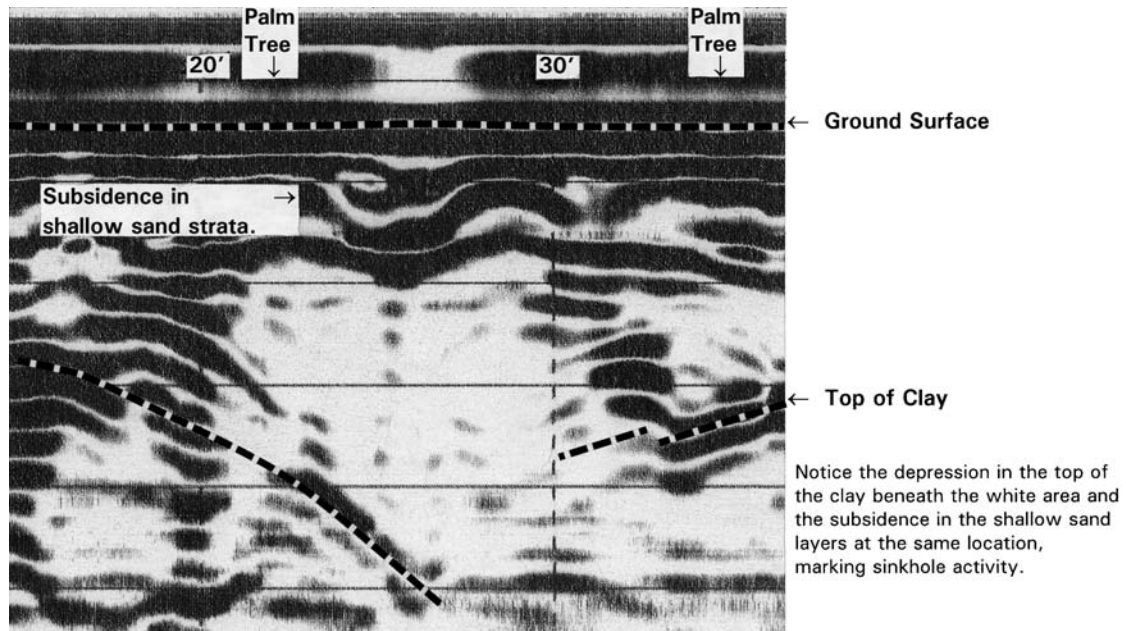 Palm
Tree
↓
20'
30'
Palm
Tree
↓
← Ground Surface
Subsidence in →
shallow sand strata.
← Top of Clay
Notice the depression in the top of
the clay beneath the white area and
the subsidence in the shallow sand
layers at the same location,
marking sinkhole activity.